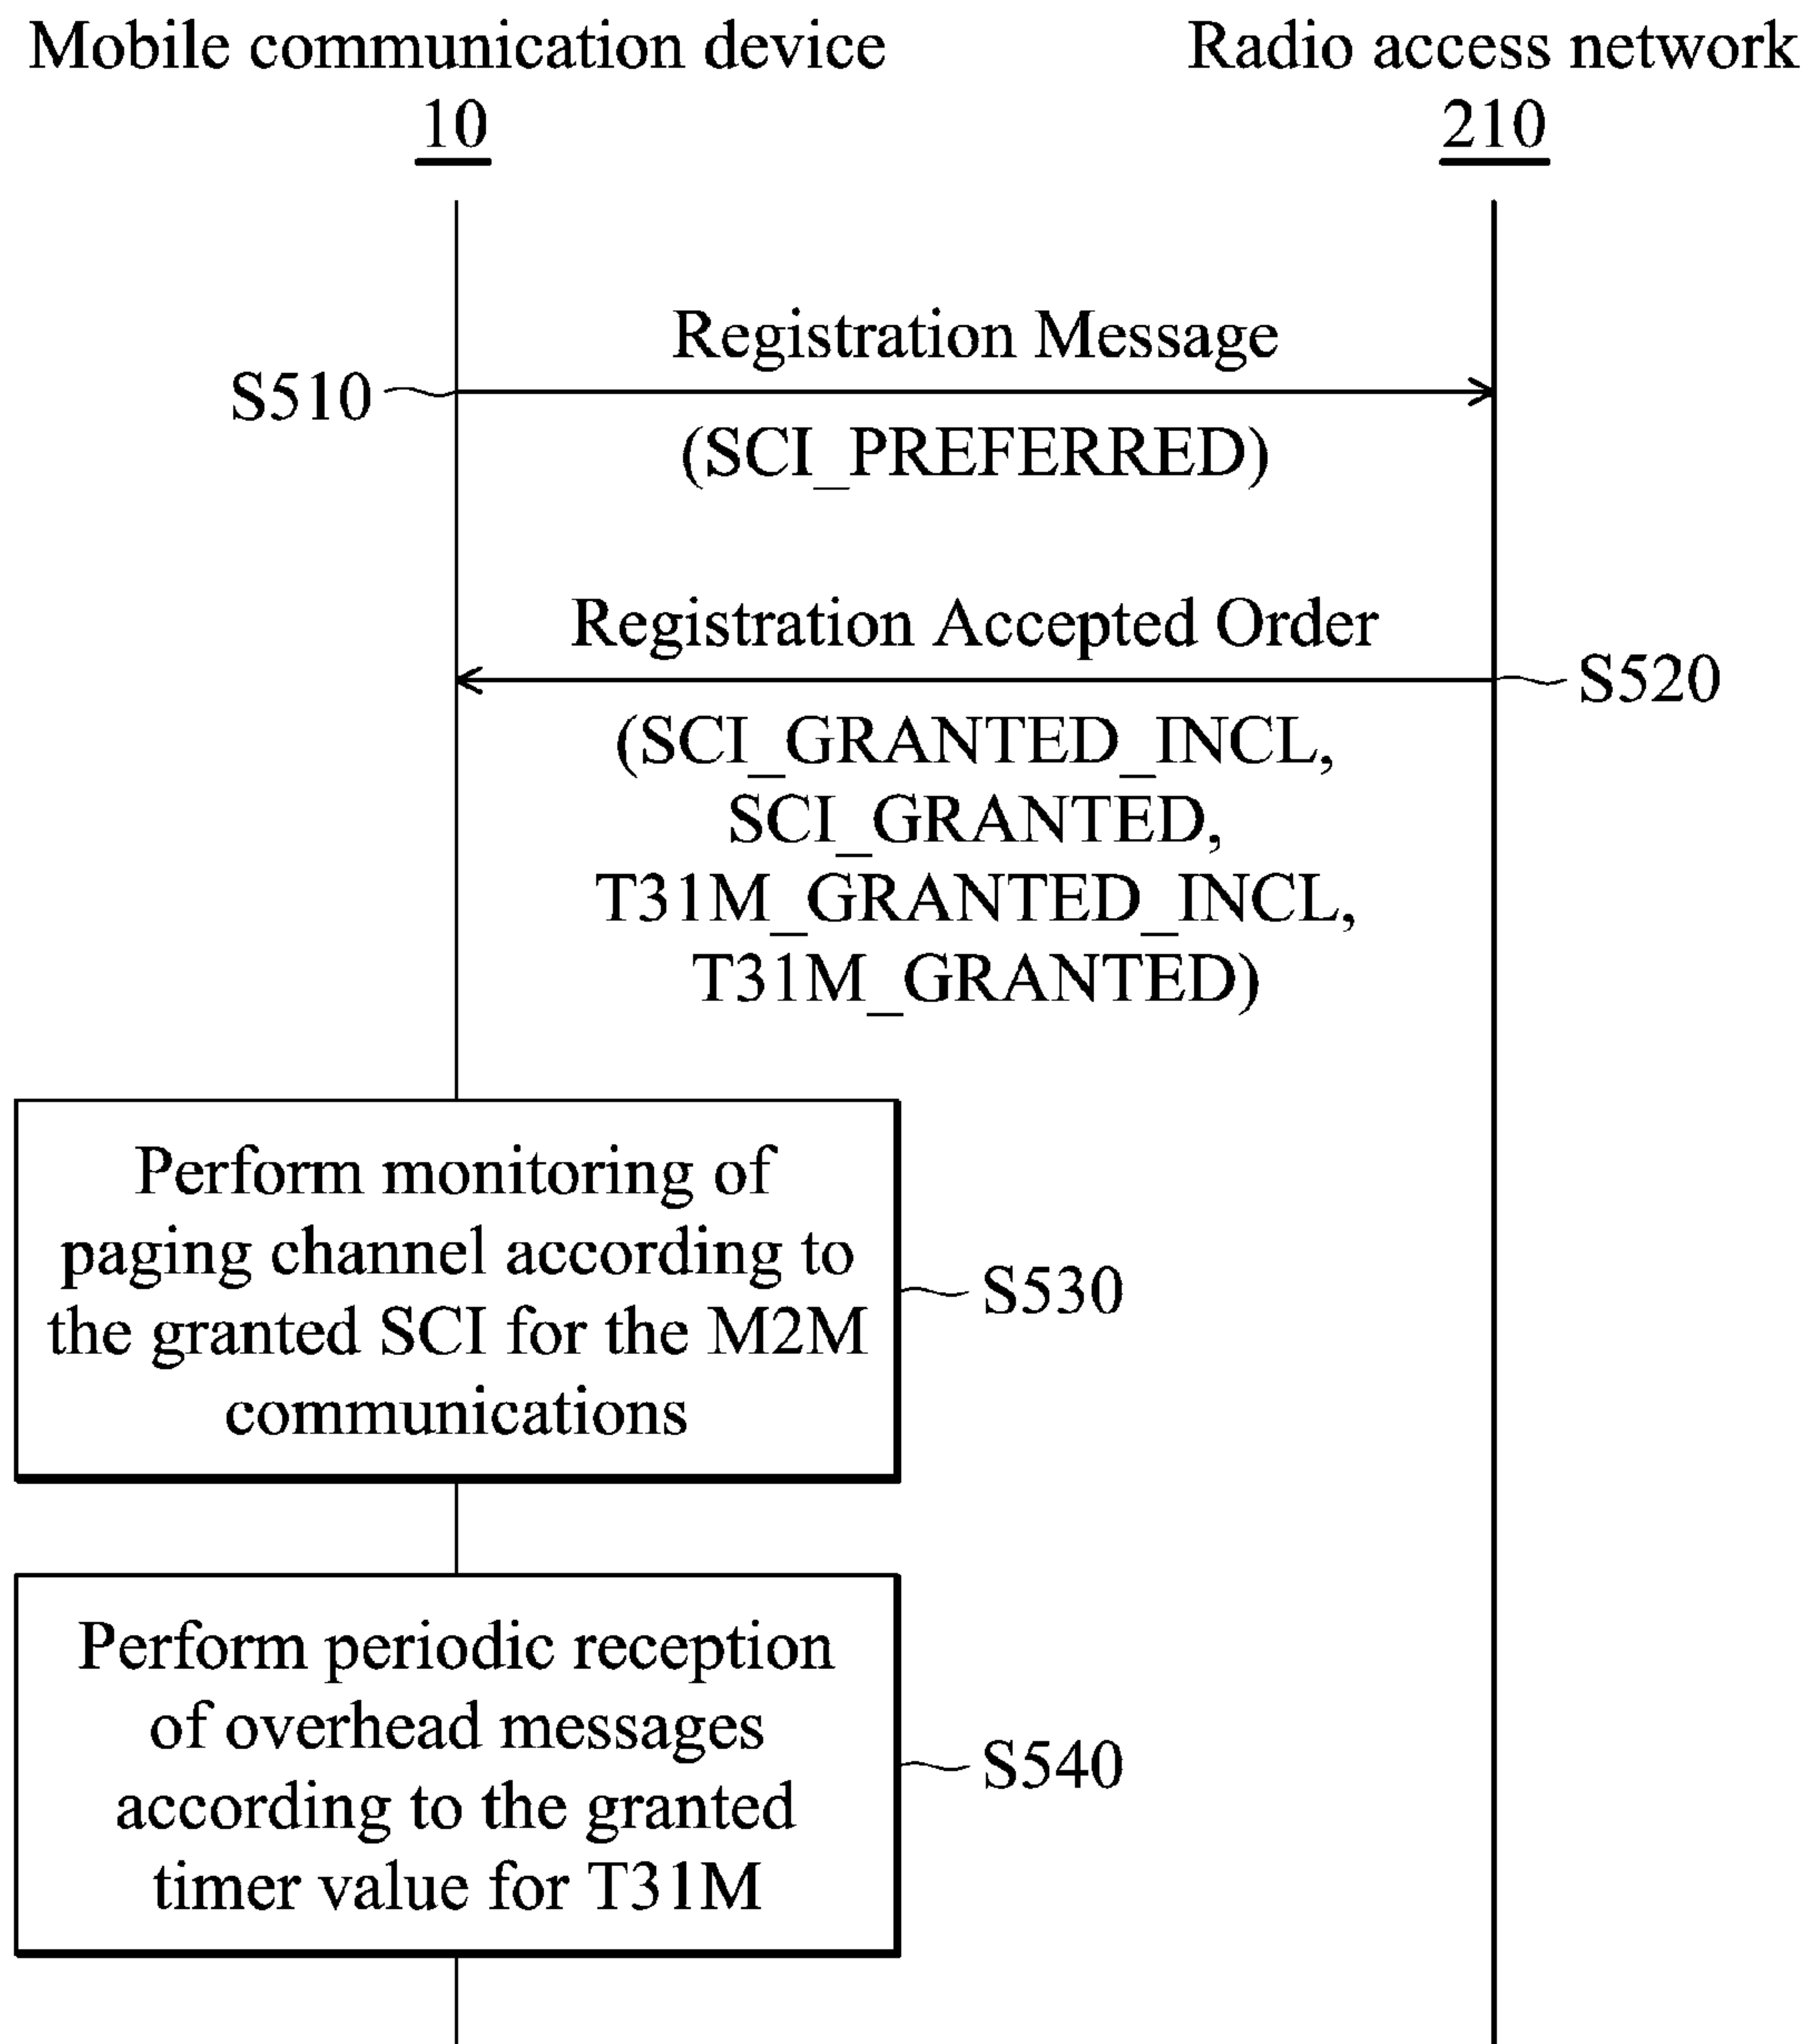 Mobile communication device
10
Radio access network
210
Registration Message
S510
(SCI_PREFERRED)
Registration Accepted Order
S520
(SCI_GRANTED_INCL,
SCI_GRANTED,
T31M_GRANTED_INCL,
T31M_GRANTED)
Perform monitoring of
paging channel according to
the granted SCI for the M2M
communications
S530
Perform periodic reception
of overhead messages
according to the granted
timer value for T31M
S540